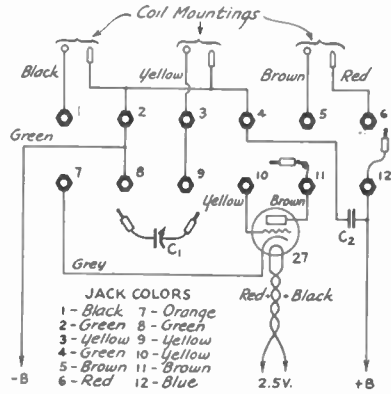 Coil Mountings
Black
Yellow
Brown
Red
1
2
3
4
5
6
Green
7
8
9
10
11
12
Yellow
Brown
C1
C2
27
Grey
Red
Black
JACK COLORS
1 - Black 7 - Orange
2 - Green 8 - Green
3 - Yellow 9 - Yellow
4 - Green 10 - Yellow
5 - Brown 11 - Brown
6 - Red 12 - Blue
-B
2.5V.
+B